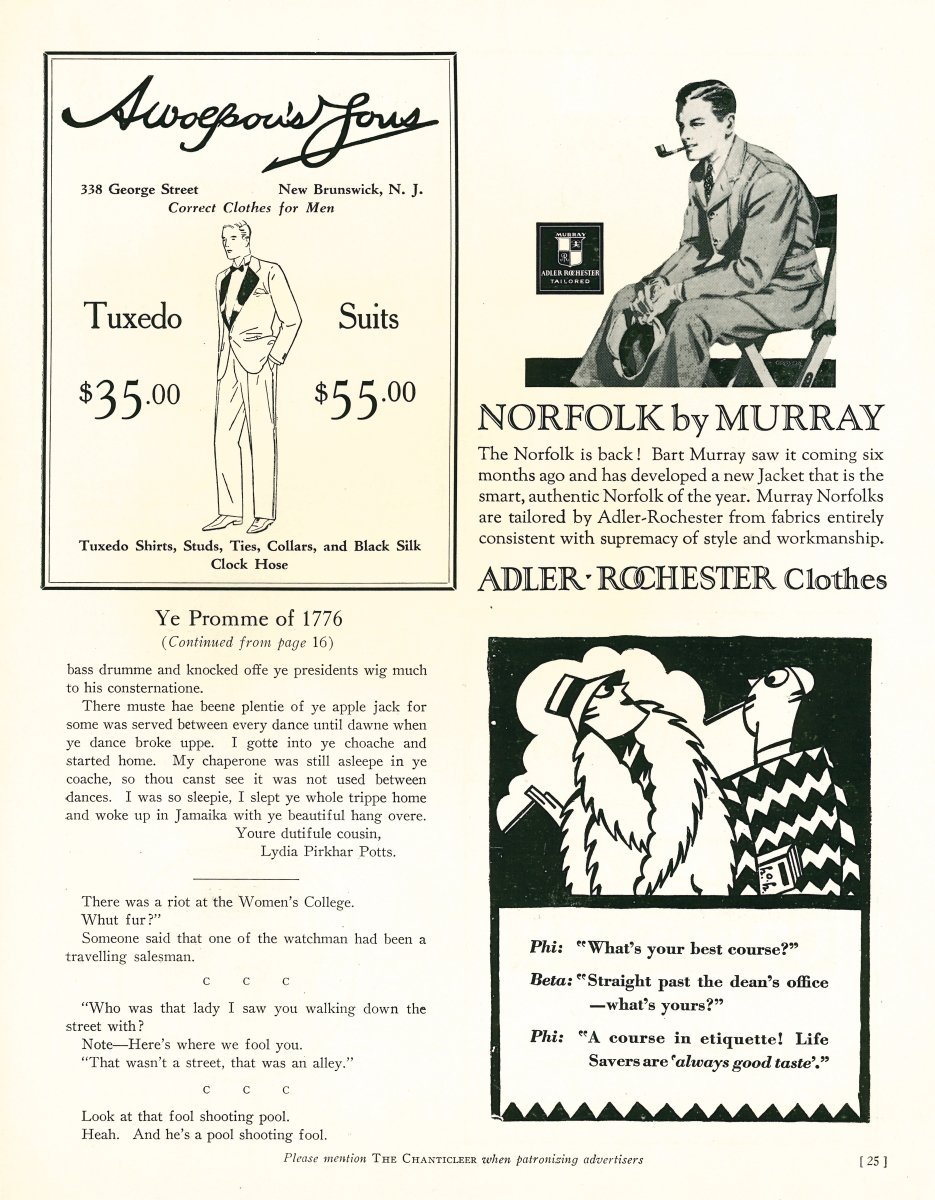 A Wolfson's Sons
338 George Street New Brunswick, N. J.
Correct Clothes for Men
Tuxedo Suits
$35.00 $55.00
Tuxedo Shirts, Studs, Ties, Collars, and Black Silk
Clock Hose
MURRAY
R
ADLER ROCHESTER
TAILORED
NORFOLK by MURRAY
The Norfolk is back! Bart Murray saw it coming six
months ago and has developed a new Jacket that is the
smart, authentic Norfolk of the year. Murray Norfolks
are tailored by Adler-Rochester from fabrics entirely
consistent with supremacy of style and workmanship.
ADLER·ROCHESTER Clothes
Ye Promme of 1776
(Continued from page 16)
bass drumme and knocked offe ye presidents wig much
to his consternatione.
There muste hae beene plentie of ye apple jack for
some was served between every dance until dawne when
ye dance broke uppe. I gotte into ye choache and
started home. My chaperone was still asleepe in ye
coache, so thou canst see it was not used between
dances. I was so sleepie, I slept ye whole trippe home
and woke up in Jamaika with ye beautiful hang overe.
Youre dutifule cousin,
Lydia Pirkhar Potts.
There was a riot at the Women's College.
Whut fur?"
Someone said that one of the watchman had been a
travelling salesman.
C C C
"Who was that lady I saw you walking down the
street with?
Note—Here's where we fool you.
"That wasn't a street, that was an alley."
C C C
Look at that fool shooting pool.
Heah. And he's a pool shooting fool.
h.o.h.
Phi: "What's your best course?"
Beta: "Straight past the dean's office
—what's yours?"
Phi: "A course in etiquette! Life
Savers are 'always good taste'."
Please mention THE CHANTICLEER when patronizing advertisers
[ 25 ]